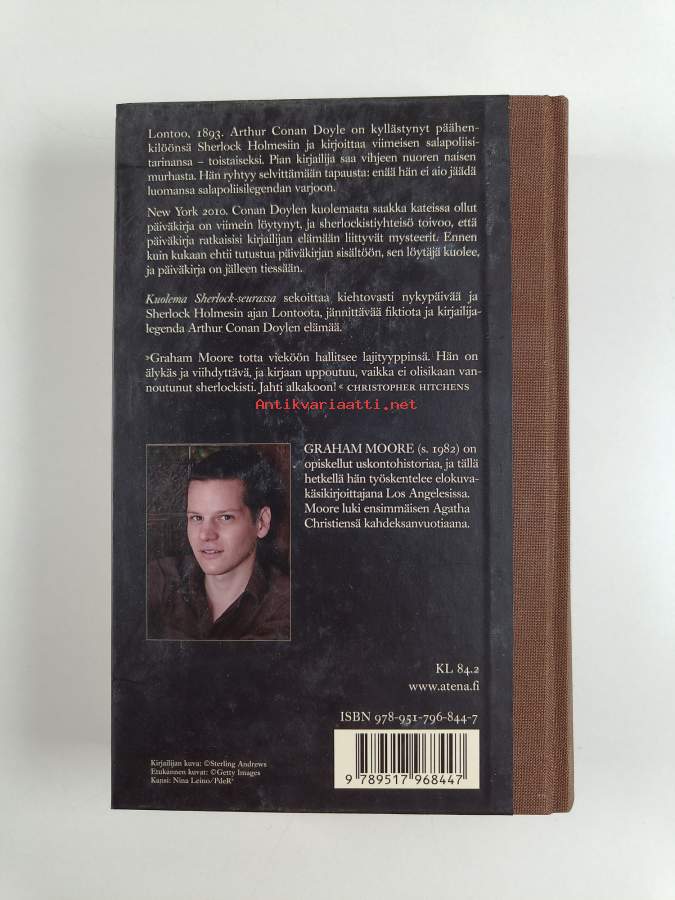 Lontoo, 1893. Arthur Conan Doyle on kyllästynyt päähen-
kilöönsä Sherlock Holmesiin ja kirjoittaa viimeisen salapoliisi-
tarinansa – toistaiseksi. Pian kirjailija saa vihjeen nuoren naisen
murhasta. Hän ryhtyy selvittämään tapausta: enää hän ei aio jäädä
luomansa salapoliisilegendan varjoon.
New York 2010. Conan Doylen kuolemasta saakka kateissa ollut
päiväkirja on viimein löytynyt, ja sherlockistiyhteisö toivoo, että
päiväkirja ratkaisisi kirjailijan elämään liittyvät mysteerit. Ennen
kuin kukaan ehtii tutustua päiväkirjan sisältöön, sen löytäjä kuolee,
ja päiväkirja on jälleen tiessään.
Kuolema Sherlock-seurassa sekoittaa kiehtovasti nykypäivää ja
Sherlock Holmesin ajan Lontoota, jännittävää fiktiota ja kirjailija-
legenda Arthur Conan Doylen elämää.
›Graham Moore totta vieköön hallitsee lajityyppinsä. Hän on
älykäs ja viihdyttävä, ja kirjaan uppoutuu, vaikka ei olisikaan van-
noutunut sherlockisti. Jahti alkakoon!« CHRISTOPHER HITCHENS
Antikvariaatti.net
GRAHAM MOORE (s. 1982) on
opiskellut uskontohistoriaa, ja tällä
hetkellä hän työskentelee elokuva-
käsikirjoittajana Los Angelesissa.
Moore luki ensimmäisen Agatha
Christiensä kahdeksanvuotiaana.
KL 84.2
www.atena.fi
ISBN 978-951-796-844-7
9 789517 968447
Kirjailijan kuva: ©Sterling Andrews
Etukannen kuvat: ©Getty Images
Kansi: Nina Leino/PdeR°